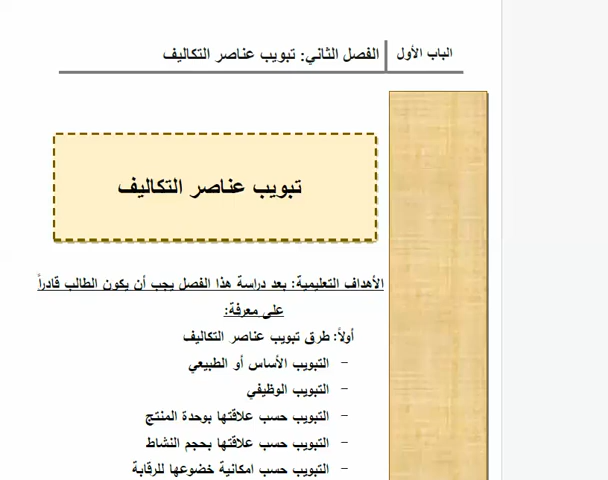 الباب الأول
الفصل الثاني: تبويب عناصر التكاليف
تبويب عناصر التكاليف
الأهداف التعليمية: بعد دراسة هذا الفصل يجب أن يكون الطالب قادراً
على معرفة:
أولاً: طرق تبويب عناصر التكاليف
- التبويب الأساس أو الطبيعي
- التبويب الوظيفي
- التبويب حسب علاقتها بوحدة المنتج
- التبويب حسب علاقتها بحجم النشاط
- التبويب حسب امكانية خضوعها للرقابة